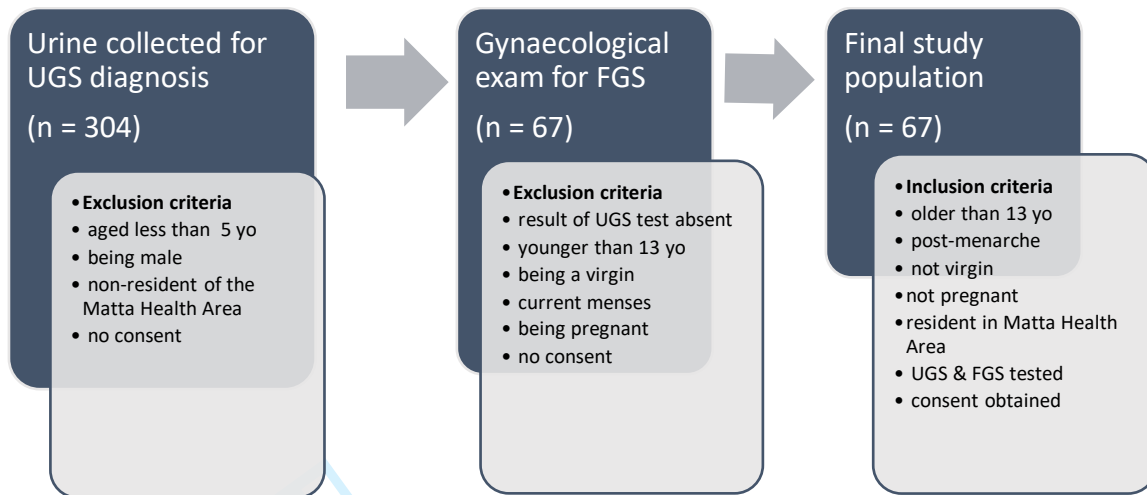 Urine collected for
UGS diagnosis
(n = 304)
•Exclusion criteria
• aged less than 5 yo
• being male
• non-resident of the
Matta Health Area
• no consent
Gynaecological
exam for FGS
(n = 67)
•Exclusion criteria
• result of UGS test absent
• younger than 13 yo
• being a virgin
• current menses
• being pregnant
• no consent
Final study
population
(n = 67)
•Inclusion criteria
• older than 13 yo
• post-menarche
• not virgin
•not pregnant
•resident in Matta Health
Area
• UGS & FGS tested
• consent obtained